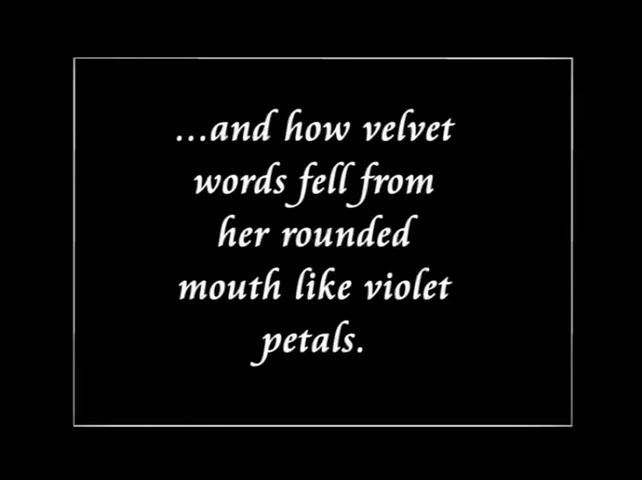 ...and how velvet
words fell from
her rounded
mouth like violet
petals.